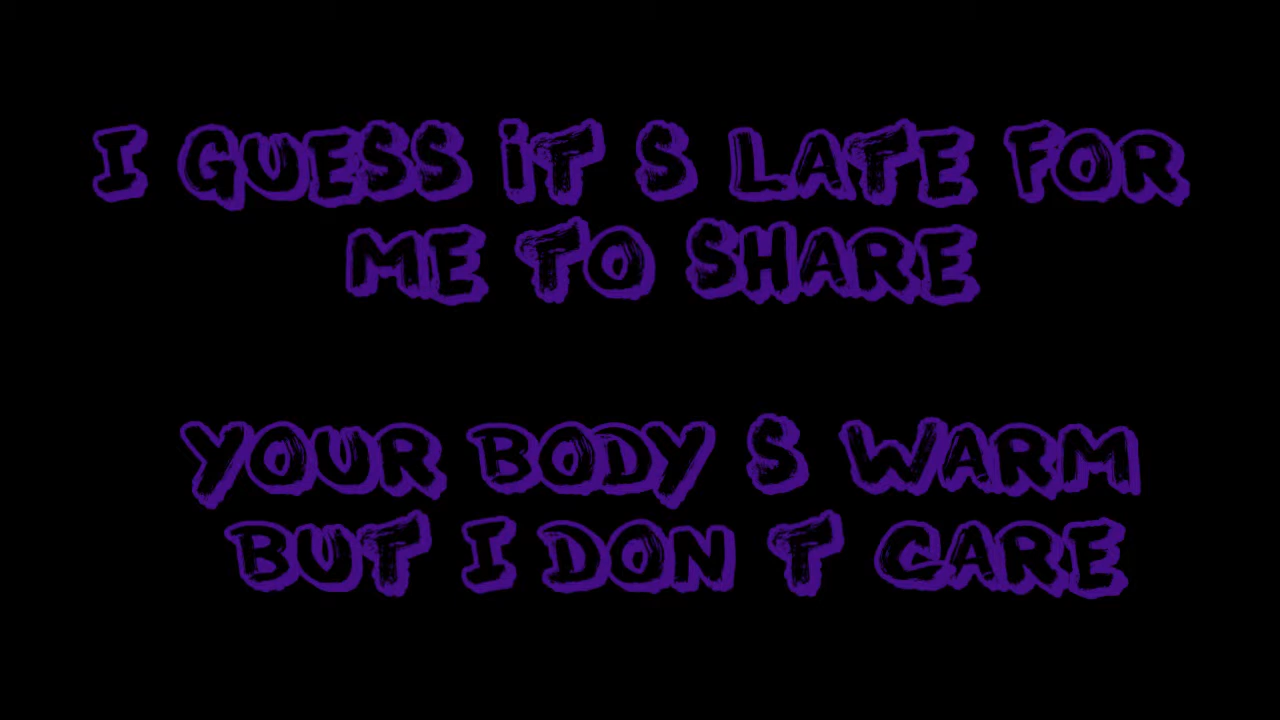 I GUESS IT S LATE FOR
ME TO SHARE
YOUR BODY S WARM
BUT I DON T CARE